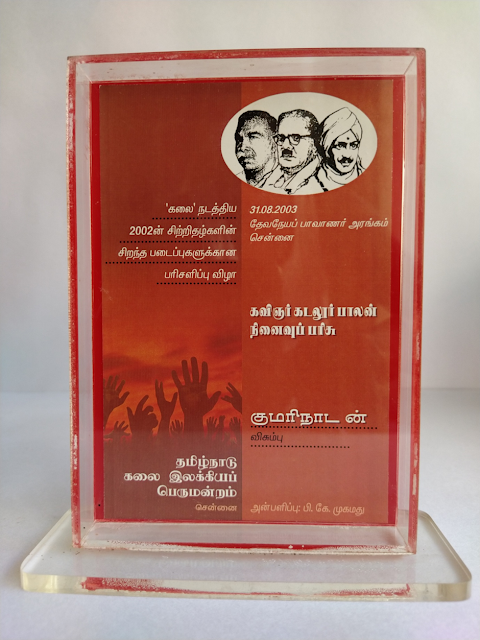 'கலை' நடத்திய
2002ன் சிற்றிதழ்களின்
சிறந்த படைப்புகளுக்கான
பரிசளிப்பு விழா
தமிழ்நாடு
கலை இலக்கியப்
பெருமன்றம்
சென்னை
31.08.2003
தேவநேயப் பாவாணர் அரங்கம்
சென்னை
கவிஞர் கடலூர் பாலன்
நினைவுப் பரிசு
குமரிநாடன்
விசும்பு
அன்பளிப்பு: பி. கே. முகமது